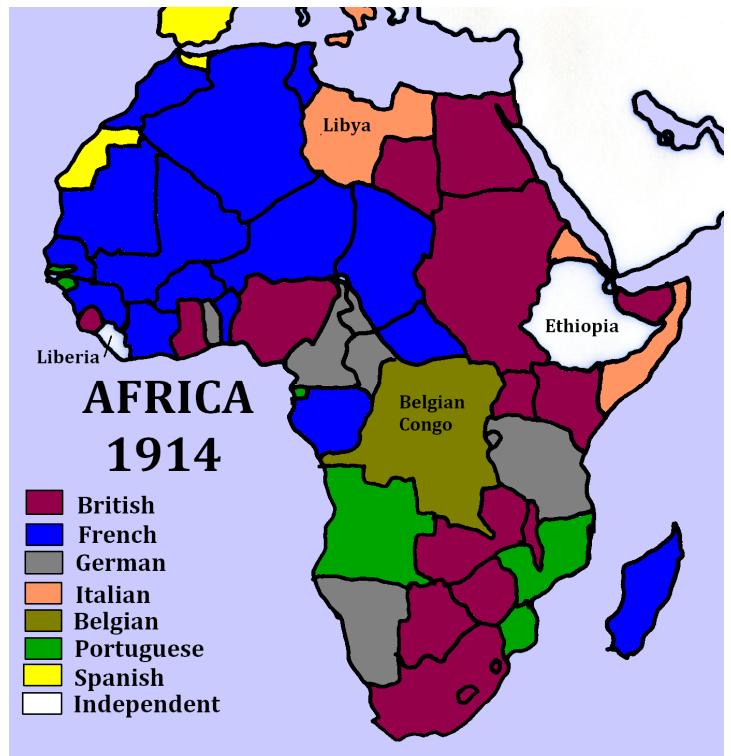 Libya
Ethiopia
Liberia
AFRICA
1914
Belgian
Congo
British
French
German
Italian
Belgian
Portuguese
Spanish
Independent